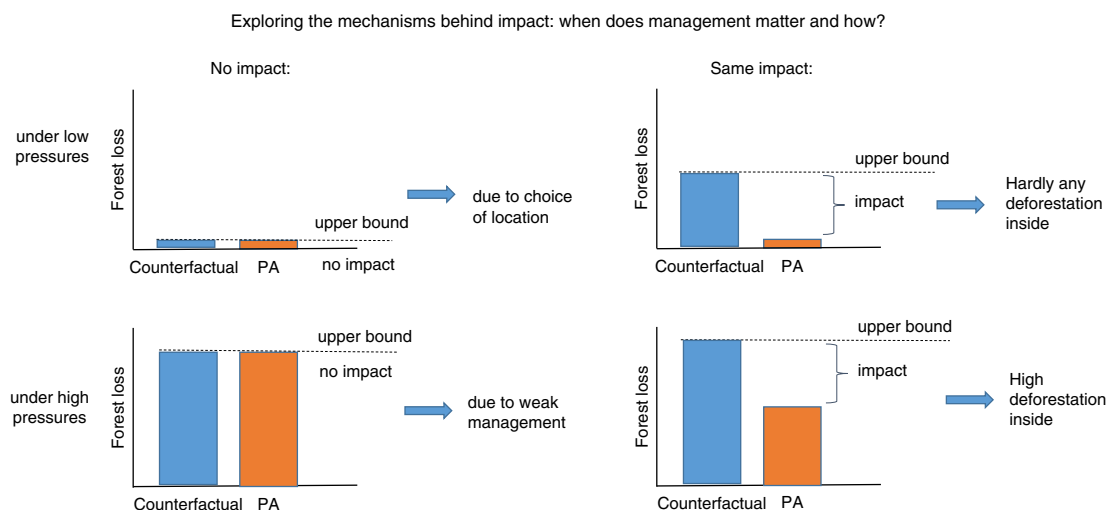 Exploring the mechanisms behind impact: when does management matter and how?
No impact:
under low
pressures
Forest loss
upper bound
no impact
Counterfactual PA
due to choice
of location
Same impact:
Forest loss
upper bound
impact
Counterfactual PA
Hardly any
deforestation
inside
under high
pressures
Forest loss
upper bound
no impact
Counterfactual PA
due to weak
management
Forest loss
upper bound
impact
Counterfactual PA
High
deforestation
inside